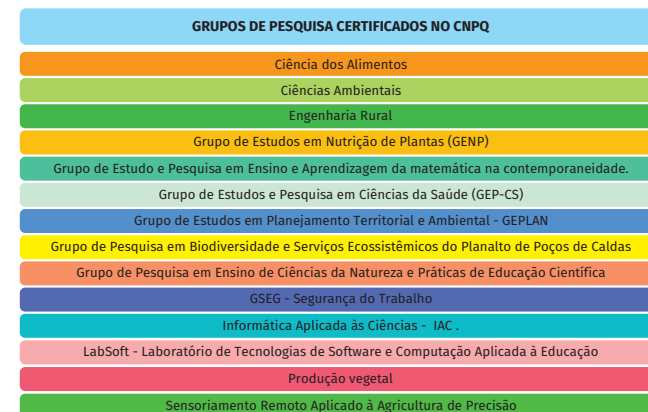 GRUPOS DE PESQUISA CERTIFICADOS NO CNPQ
Ciência dos Alimentos
Ciências Ambientais
Engenharia Rural
Grupo de Estudos em Nutrição de Plantas (GENP)
Grupo de Estudo e Pesquisa em Ensino e Aprendizagem da matemática na contemporaneidade.
Grupo de Estudos e Pesquisa em Ciências da Saúde (GEP-CS)
Grupo de Estudos em Planejamento Territorial e Ambiental - GEPLAN
Grupo de Pesquisa em Biodiversidade e Serviços Ecossistêmicos do Planalto de Poços de Caldas
Grupo de Pesquisa em Ensino de Ciências da Natureza e Práticas de Educação Científica
GSEG - Segurança do Trabalho
Informática Aplicada às Ciências - IAC .
LabSoft - Laboratório de Tecnologias de Software e Computação Aplicada à Educação
Produção vegetal
Sensoriamento Remoto Aplicado à Agricultura de Precisão